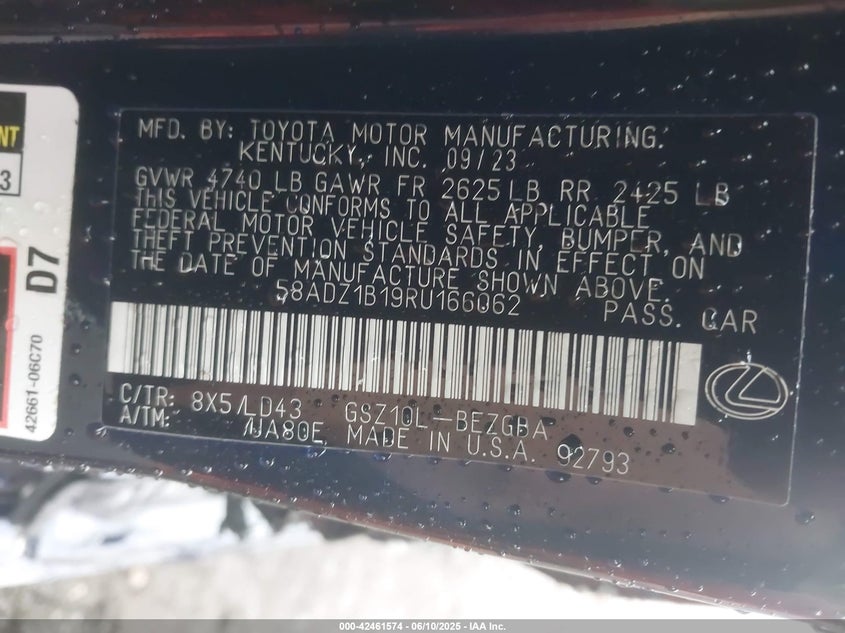 NT
3
D7
42661-06C70
MFD. BY: TOYOTA MOTOR MANUFACTURING.
KENTUCKY, INC. 09/23
GVWR 4740 LB GAWR FR 2625 LB RR 2425 LB
THIS VEHICLE CONFORMS TO ALL APPLICABLE
FEDERAL MOTOR VEHICLE SAFETY, BUMPER, AND
THEFT PREVENTION STANDARDS IN EFFECT ON
THE DATE OF MANUFACTURE SHOWN ABOVE.
58ADZ1B19RU166062 PASS. CAR
C/TR: 8X5/LD43 GSZ10L-BEZGBA
A/TM: /UA80E MADE IN U.S.A. 92793
000-42461574 - 06/10/2025 - IAA Inc.